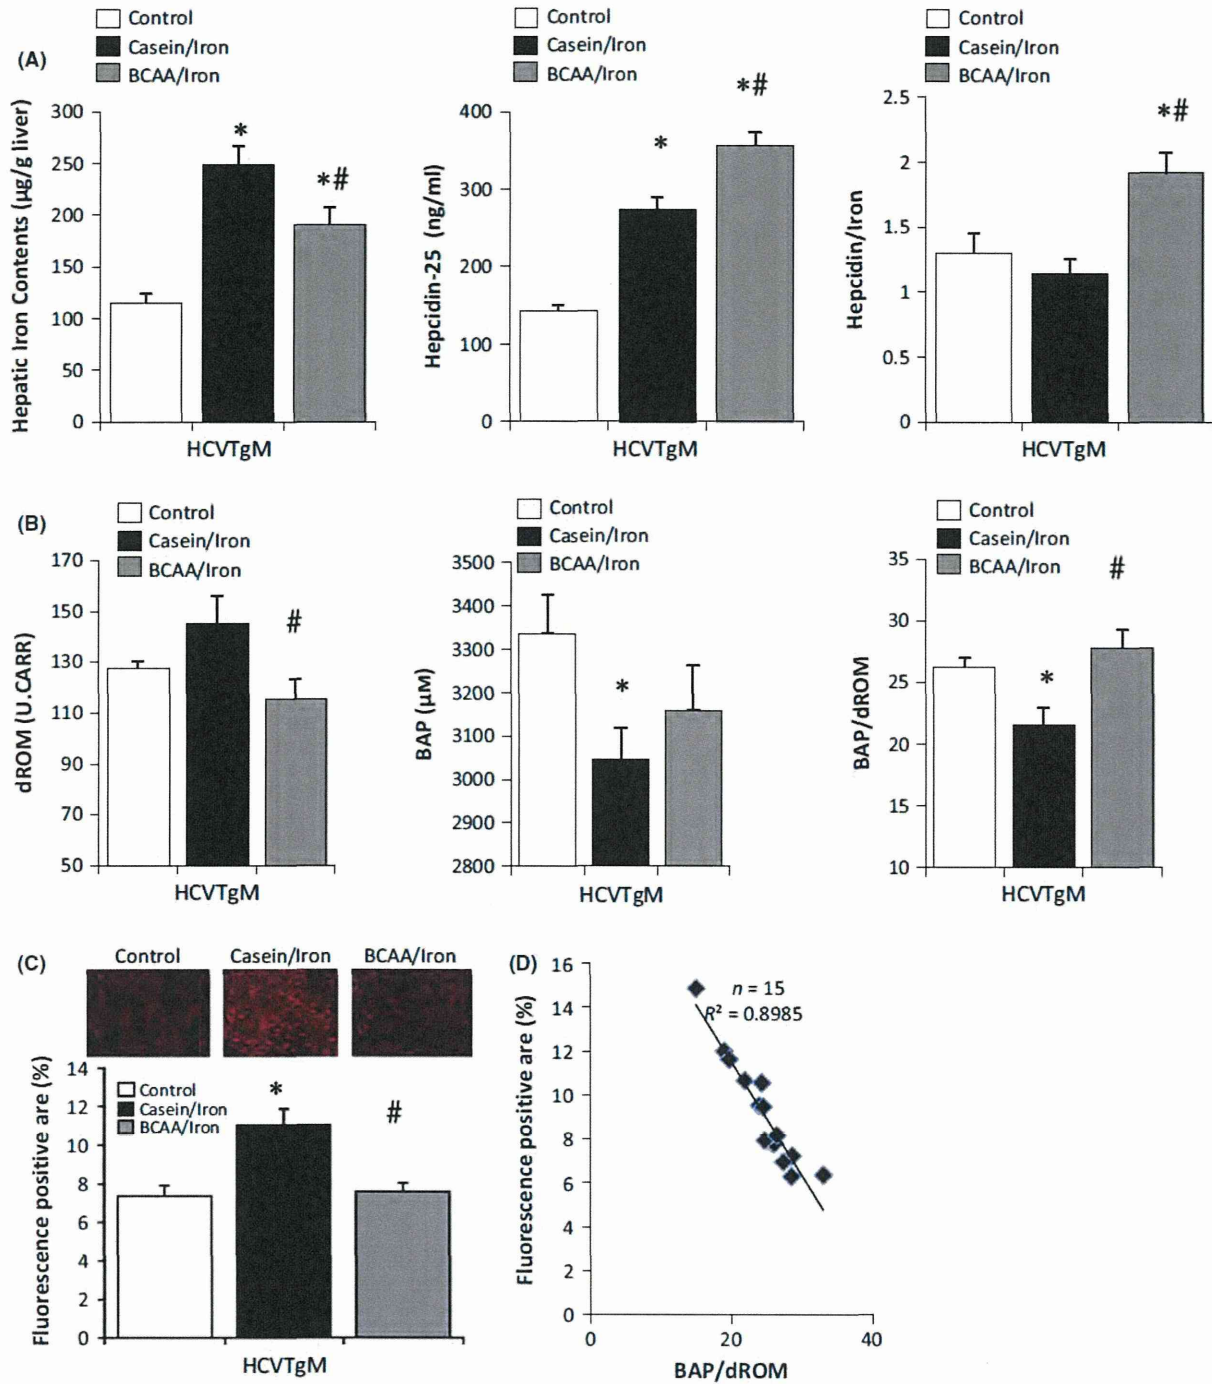 Control
Casein/Iron
BCAA/Iron
Control
Casein/Iron
BCAA/Iron
Control
Casein/Iron
BCAA/Iron
(A)
Hepatic Iron Contents (µg/g liver)
300
250
200
150
100
50
0
*
*#
HCVTgM
Hepcidin-25 (ng/ml)
400
300
200
100
0
*
*#
HCVTgM
Hepcidin/Iron
2.5
2
1.5
1
0.5
0
*#
HCVTgM
(B)
Control
Casein/Iron
BCAA/Iron
dROM (U.CARR)
170
150
130
110
90
70
50
#
HCVTgM
Control
Casein/Iron
BCAA/Iron
BAP (µM)
3500
3400
3300
3200
3100
3000
2900
2800
*
HCVTgM
Control
Casein/Iron
BCAA/Iron
BAP/dROM
35
30
25
20
15
10
*
#
HCVTgM
(C)
Control Casein/Iron BCAA/Iron
Fluorescence positive are (%)
14
12
10
8
6
4
2
0
Control
Casein/Iron
BCAA/Iron
*
#
HCVTgM
(D)
Fluorescence positive are (%)
16
14
12
10
8
6
4
2
0
n = 15
R² = 0.8985
0 20 40
BAP/dROM